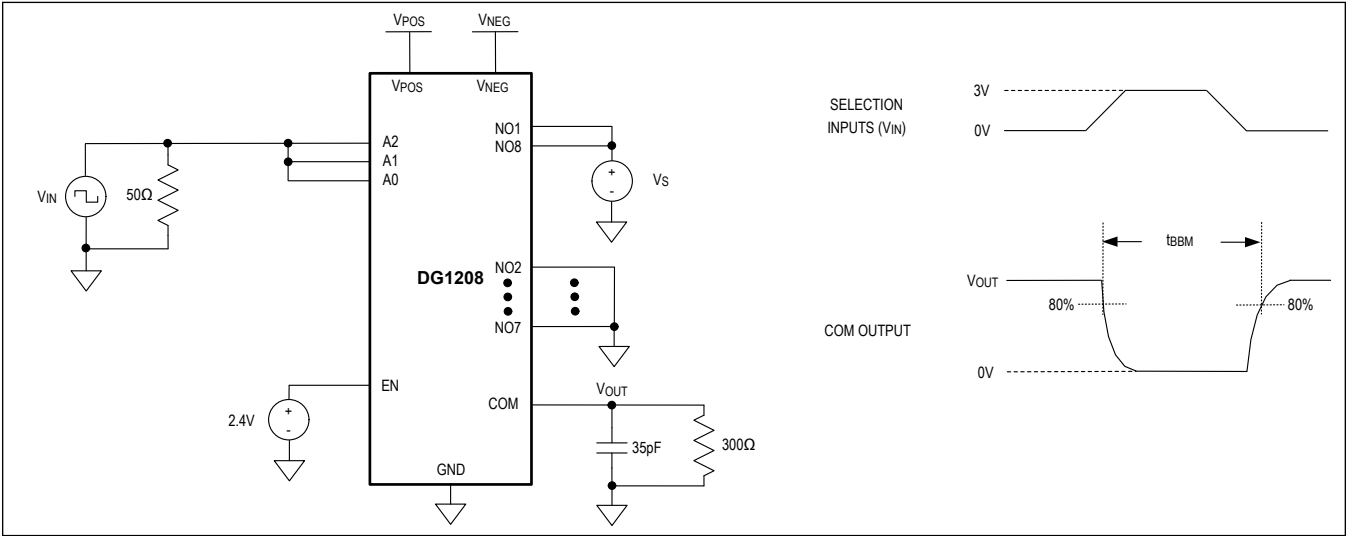 VPOS VNEG
VPOS VNEG
A2
A1
A0
NO1
NO8
VIN
50Ω
VS
DG1208
NO2
NO7
EN
2.4V
COM
VOUT
35pF
300Ω
GND
SELECTION
INPUTS (VIN)
3V
0V
tBBM
VOUT
80%
80%
COM OUTPUT
0V